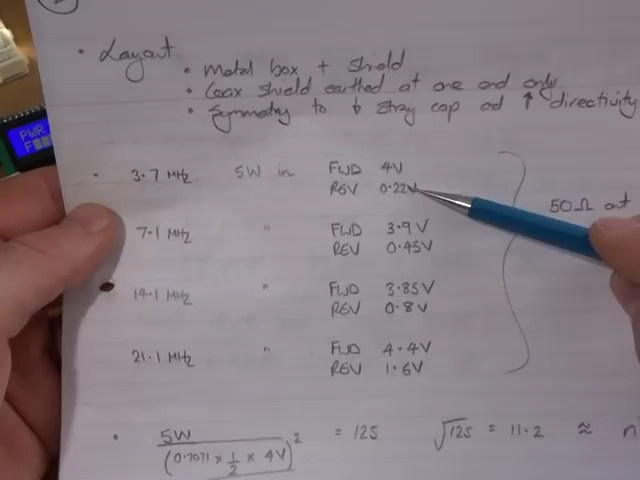 • Layout
• Metal box + shield
• Coax shield earthed at one end only
• Symmetry to ↓ stray cap ad ↑ directivity
PWR
F
• 3.7 MHz 5W in FWD 4V
REV 0.22V
50Ω at
7.1 MHz " FWD 3.9V
REV 0.45V
• 14.1 MHz " FWD 3.85V
REV 0.8V
21.1 MHz " FWD 4.4V
REV 1.6V
• 5W / (0.7071 × 1/2 × 4V)² = 125 √125 = 11.2 ≈ n